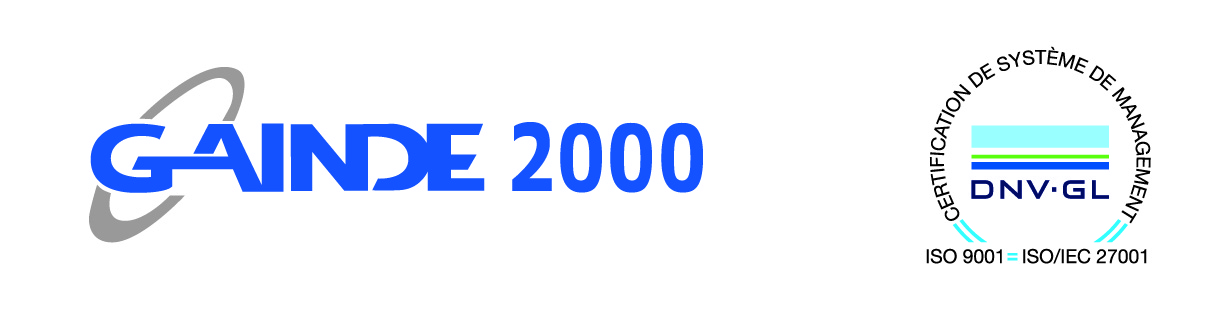 GAINDE 2000
CERTIFICATION DE SYSTÈME DE MANAGEMENT
DNV·GL
ISO 9001=ISO/IEC 27001